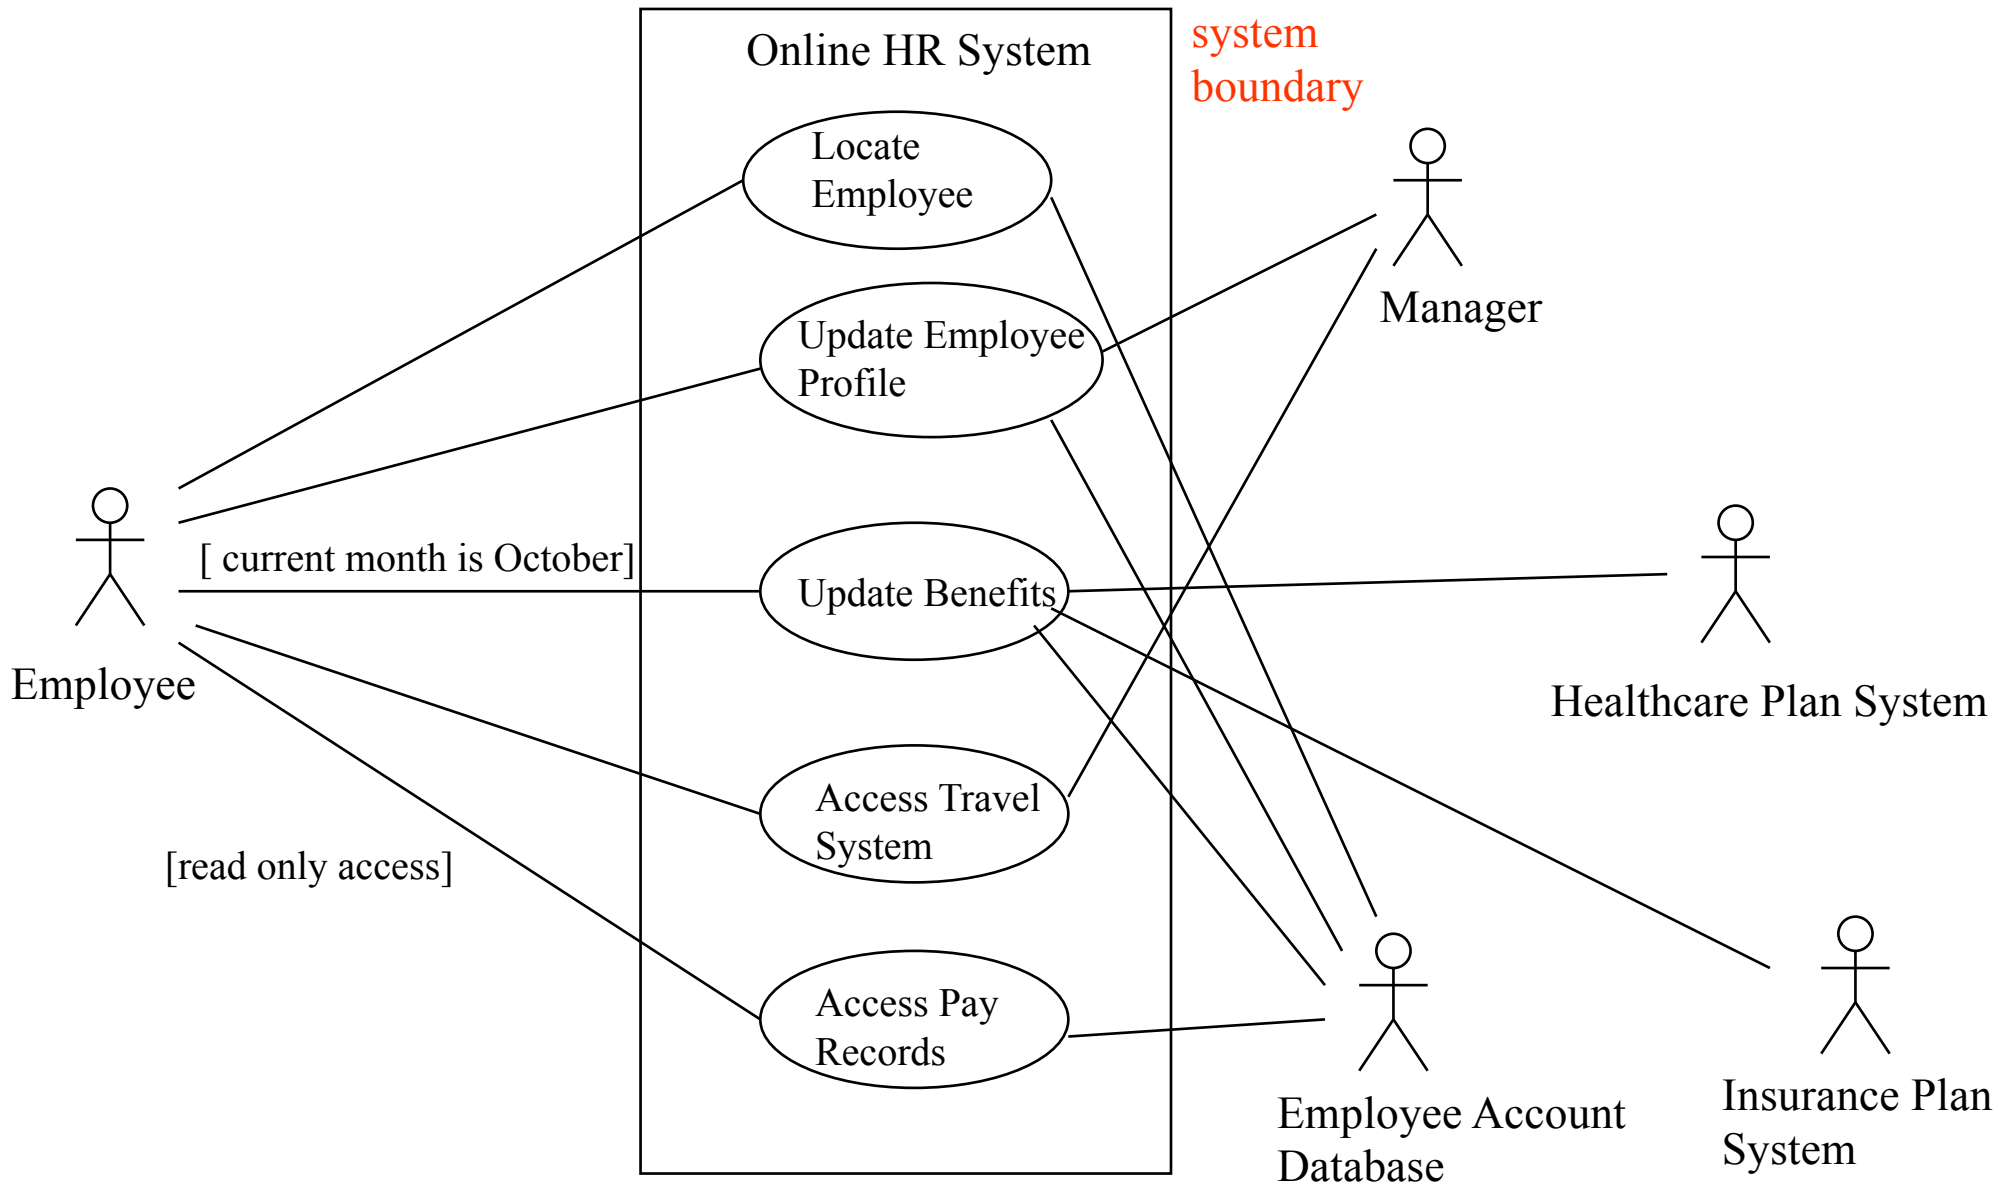 Online HR System
system
boundary
Locate
Employee
Manager
Update Employee
Profile
[ current month is October]
Update Benefits
Employee
Healthcare Plan System
Access Travel
System
[read only access]
Access Pay
Records
Employee Account
Database
Insurance Plan
System